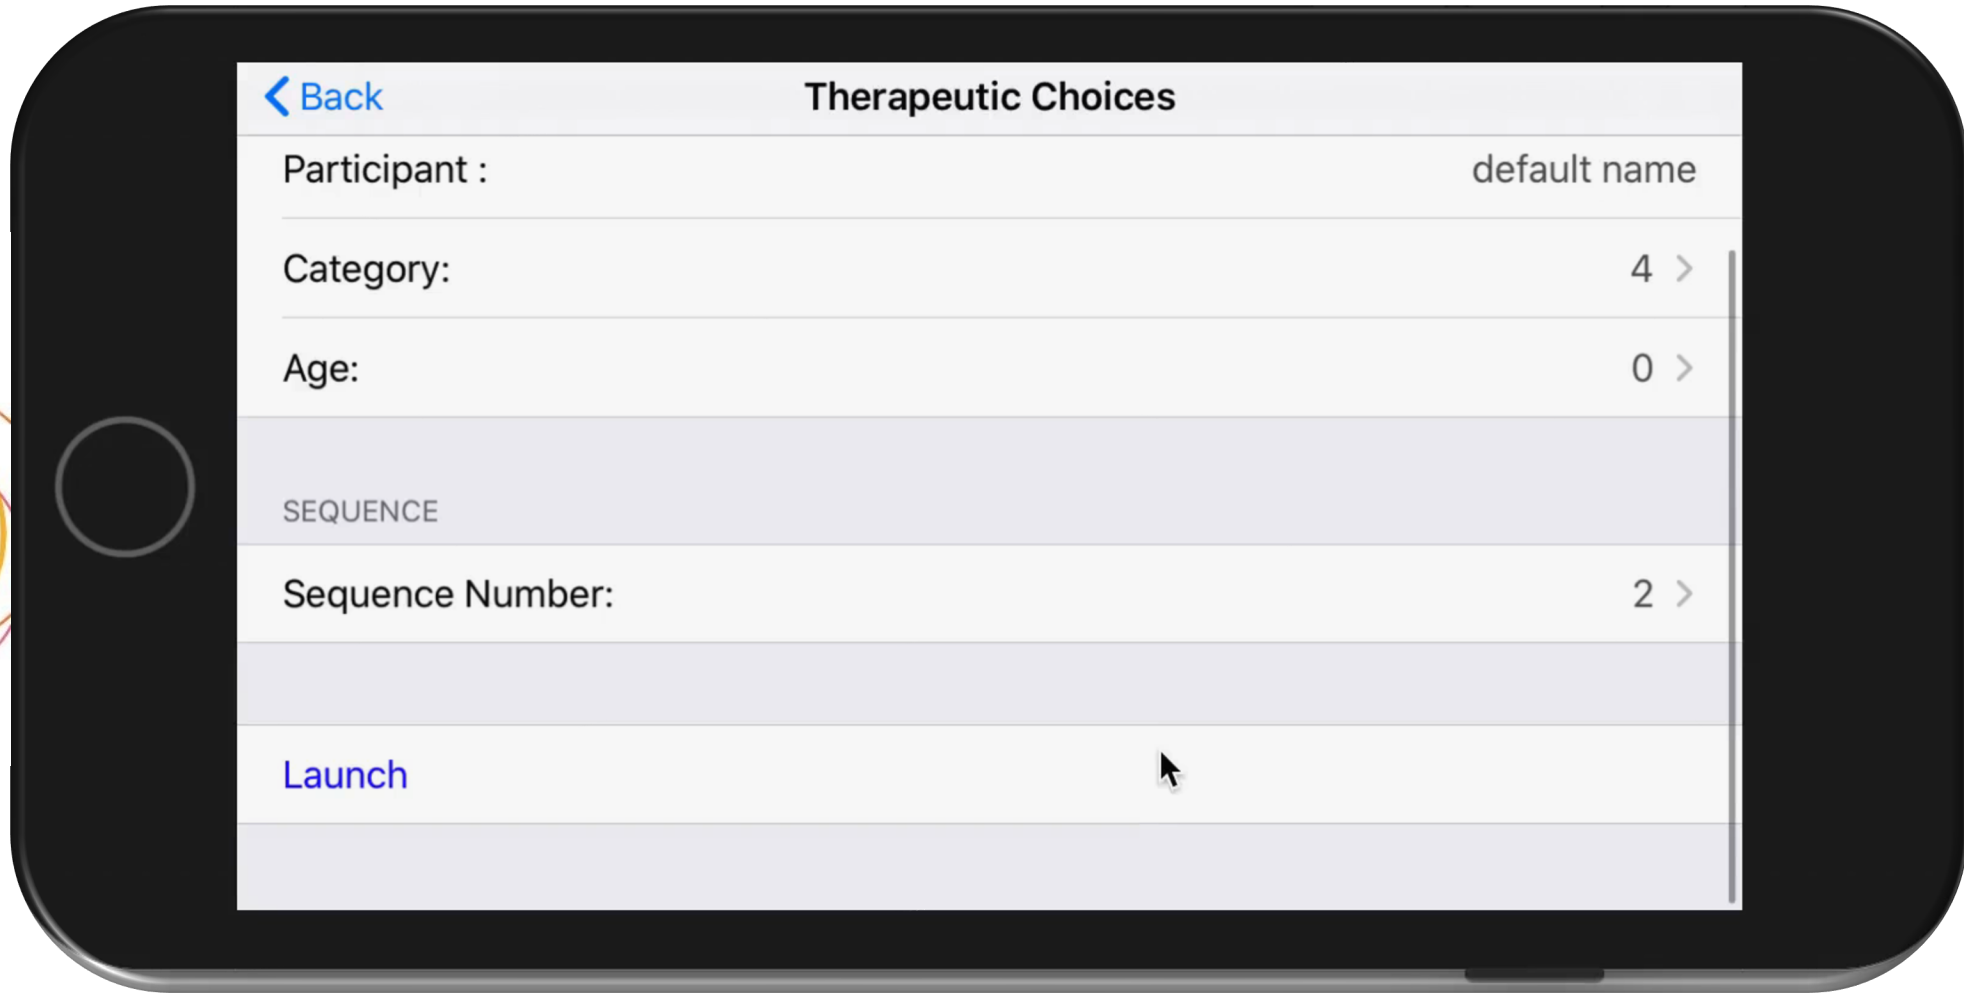 Back
Therapeutic Choices
Participant : default name
Category: 4
Age: 0
SEQUENCE
Sequence Number: 2
Launch